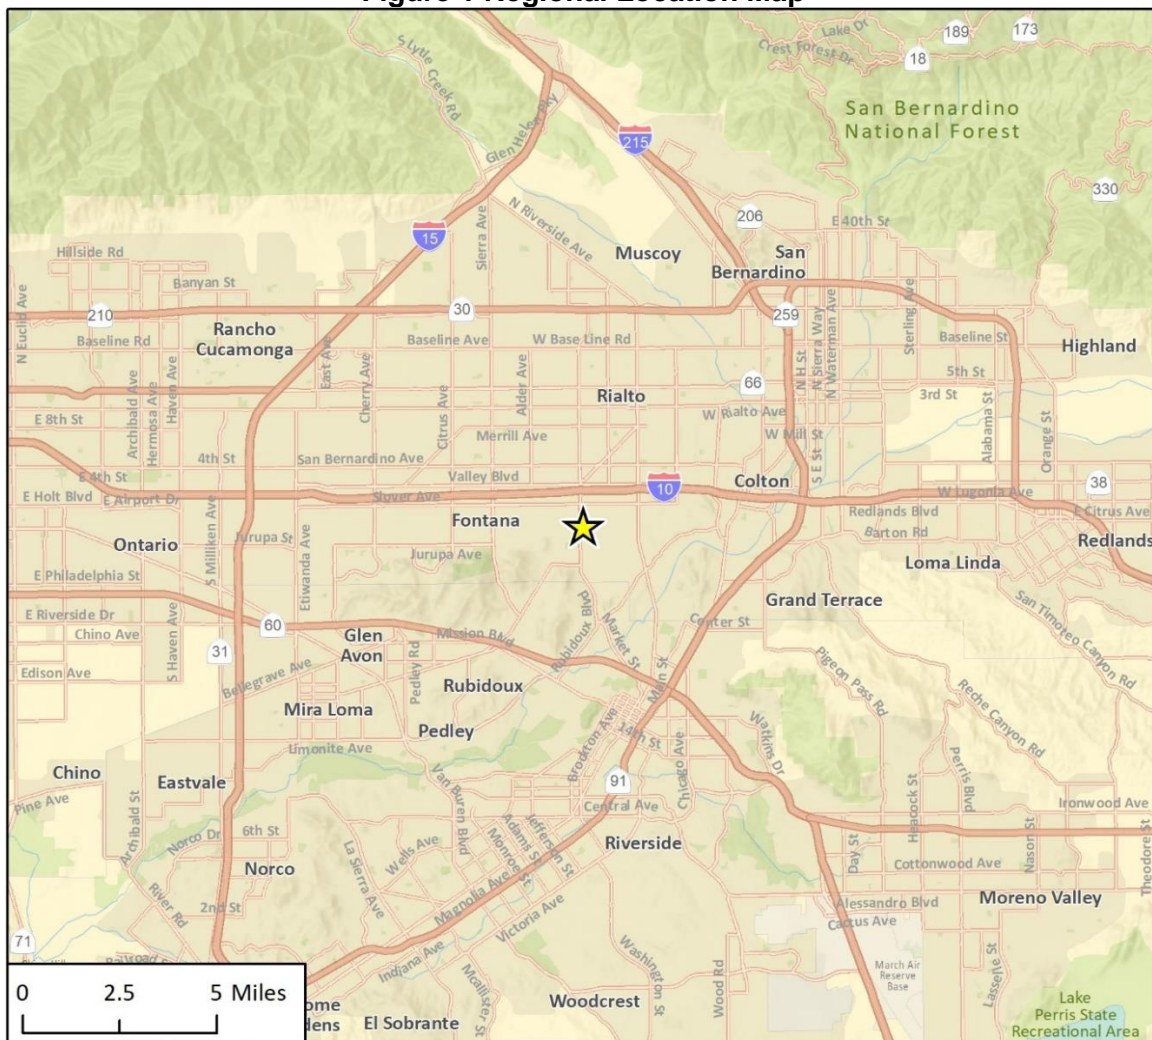 Figure 1 Regional Location Map
Lake Dr
189
173
Crest Forest Dr
18
S Lytle Creek Rd
San Bernardino
National Forest
Glen Helen Pky
215
330
206
E 40th St
N Riverside Ave
Sierra Ave
15
Muscoy
San
Bernardino
Hillside Rd
Banyan St
N Euclid Ave
210
30
259
Baseline Rd
Rancho
Cucamonga
Baseline Ave
W Base Line Rd
N H St
N Sierra Way
N Waterman Ave
Sterling Ave
Baseline St
Highland
East Ave
Cherry Ave
Alder Ave
66
5th St
3rd St
Archibald Ave
Hermosa Ave
Haven Ave
Citrus Ave
Rialto
W Rialto Ave
E 8th St
Merrill Ave
W Mill St
Alabama St
Orange St
4th St
San Bernardino Ave
E 4th St
Valley Blvd
S E St
38
E Holt Blvd
E Airport Dr
Slover Ave
10
Colton
W Lugonia Ave
Redlands Blvd
E Citrus Ave
Fontana
Barton Rd
Redlands
Ontario
S Milliken Ave
Jurupa St
Etiwanda Ave
Jurupa Ave
Loma Linda
E Philadelphia St
Grand Terrace
San Timoteo Canyon Rd
E Riverside Dr
S Haven Ave
60
Rubidoux Blvd
Market St
Center St
Chino Ave
Glen
Avon
Mission Blvd
31
Main St
Pigeon Pass Rd
Edison Ave
Bellegrave Ave
Pedley Rd
Rubidoux
Reche Canyon Rd
Mira Loma
Pedley
Brockton Ave
14th St
Chicago Ave
Watkins Dr
Limonite Ave
Chino
Eastvale
Van Buren Blvd
91
Perris Blvd
Heacock St
Pine Ave
Archibald St
Central Ave
Ironwood Ave
Norco Dr
6th St
Jefferson St
Adams St
Monroe St
Riverside
Day St
Nason St
Theodore St
Norco
La Sierra Ave
Wells Ave
Cottonwood Ave
River Rd
2nd St
Magnolia Ave
Victoria Ave
Moreno Valley
Alessandro Blvd
Cactus Ave
71
Railroad S
Indiana Ave
Mcallister St
Washington St
Wood Rd
March Air
Reserve
Base
Lasselle St
0
2.5
5 Miles
ome
dens
El Sobrante
Woodcrest
Lake
Perris State
Recreational Area